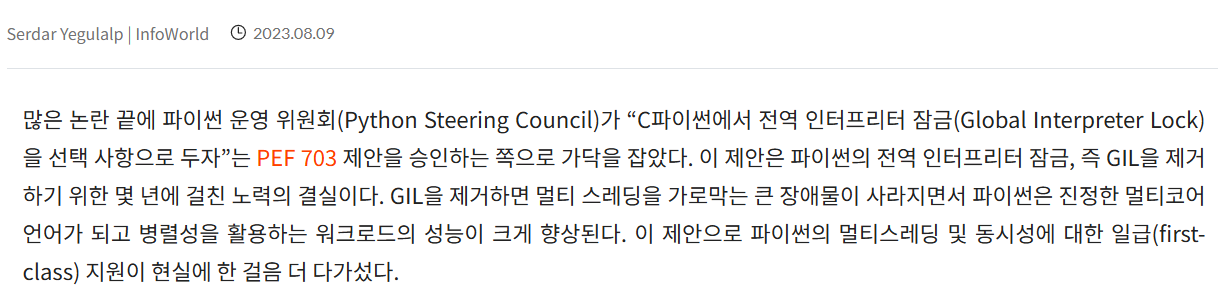 Serdar Yegulalp | InfoWorld 2023.08.09
많은 논란 끝에 파이썬 운영 위원회(Python Steering Council)가 “C파이썬에서 전역 인터프리터 잠금(Global Interpreter Lock)
을 선택 사항으로 두자”는 PEF 703 제안을 승인하는 쪽으로 가닥을 잡았다. 이 제안은 파이썬의 전역 인터프리터 잠금, 즉 GIL을 제거
하기 위한 몇 년에 걸친 노력의 결실이다. GIL을 제거하면 멀티 스레딩을 가로막는 큰 장애물이 사라지면서 파이썬은 진정한 멀티코어
언어가 되고 병렬성을 활용하는 워크로드의 성능이 크게 향상된다. 이 제안으로 파이썬의 멀티스레딩 및 동시성에 대한 일급(first-
class) 지원이 현실에 한 걸음 더 다가섰다.